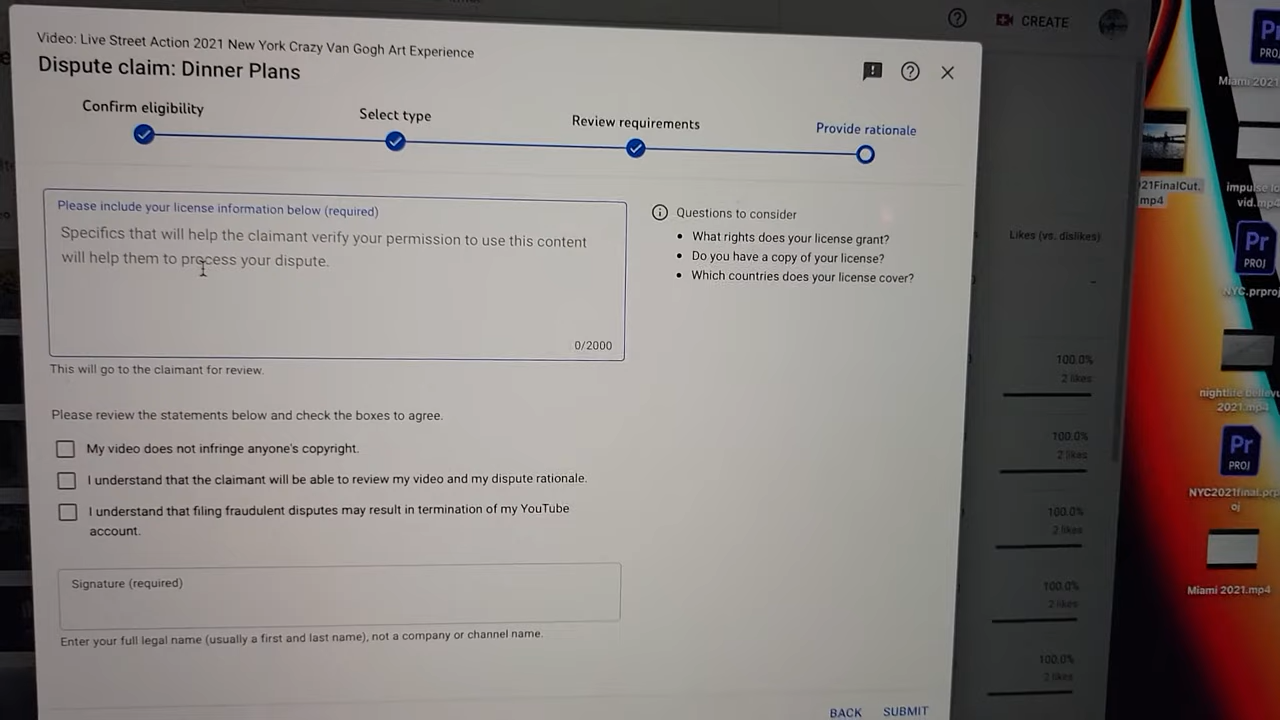 CREATE
Video: Live Street Action 2021 New York Crazy Van Gogh Art Experience
Dispute claim: Dinner Plans
Confirm eligibility
Select type
Review requirements
Provide rationale
Please include your license information below (required)
Specifics that will help the claimant verify your permission to use this content
will help them to process your dispute.
0/2000
This will go to the claimant for review.
Questions to consider
• What rights does your license grant?
• Do you have a copy of your license?
• Which countries does your license cover?
Please review the statements below and check the boxes to agree.
My video does not infringe anyone's copyright.
I understand that the claimant will be able to review my video and my dispute rationale.
I understand that filing fraudulent disputes may result in termination of my YouTube
account.
Signature (required)
Enter your full legal name (usually a first and last name), not a company or channel name.
BACK
SUBMIT
Likes (vs. dislikes)
–
100.0%
2 likes
100.0%
2 likes
100.0%
2 likes
100.0%
2 likes
100.0%
2 likes
Pr
PRO
Miami 2021
21FinalCut.
mp4
impulse lo
vid.mp4
Pr
PROJ
NYC.prproj
nightlife bellevu
2021.mp4
Pr
PROJ
NYC2021final.prp
oj
Miami 2021.mp4